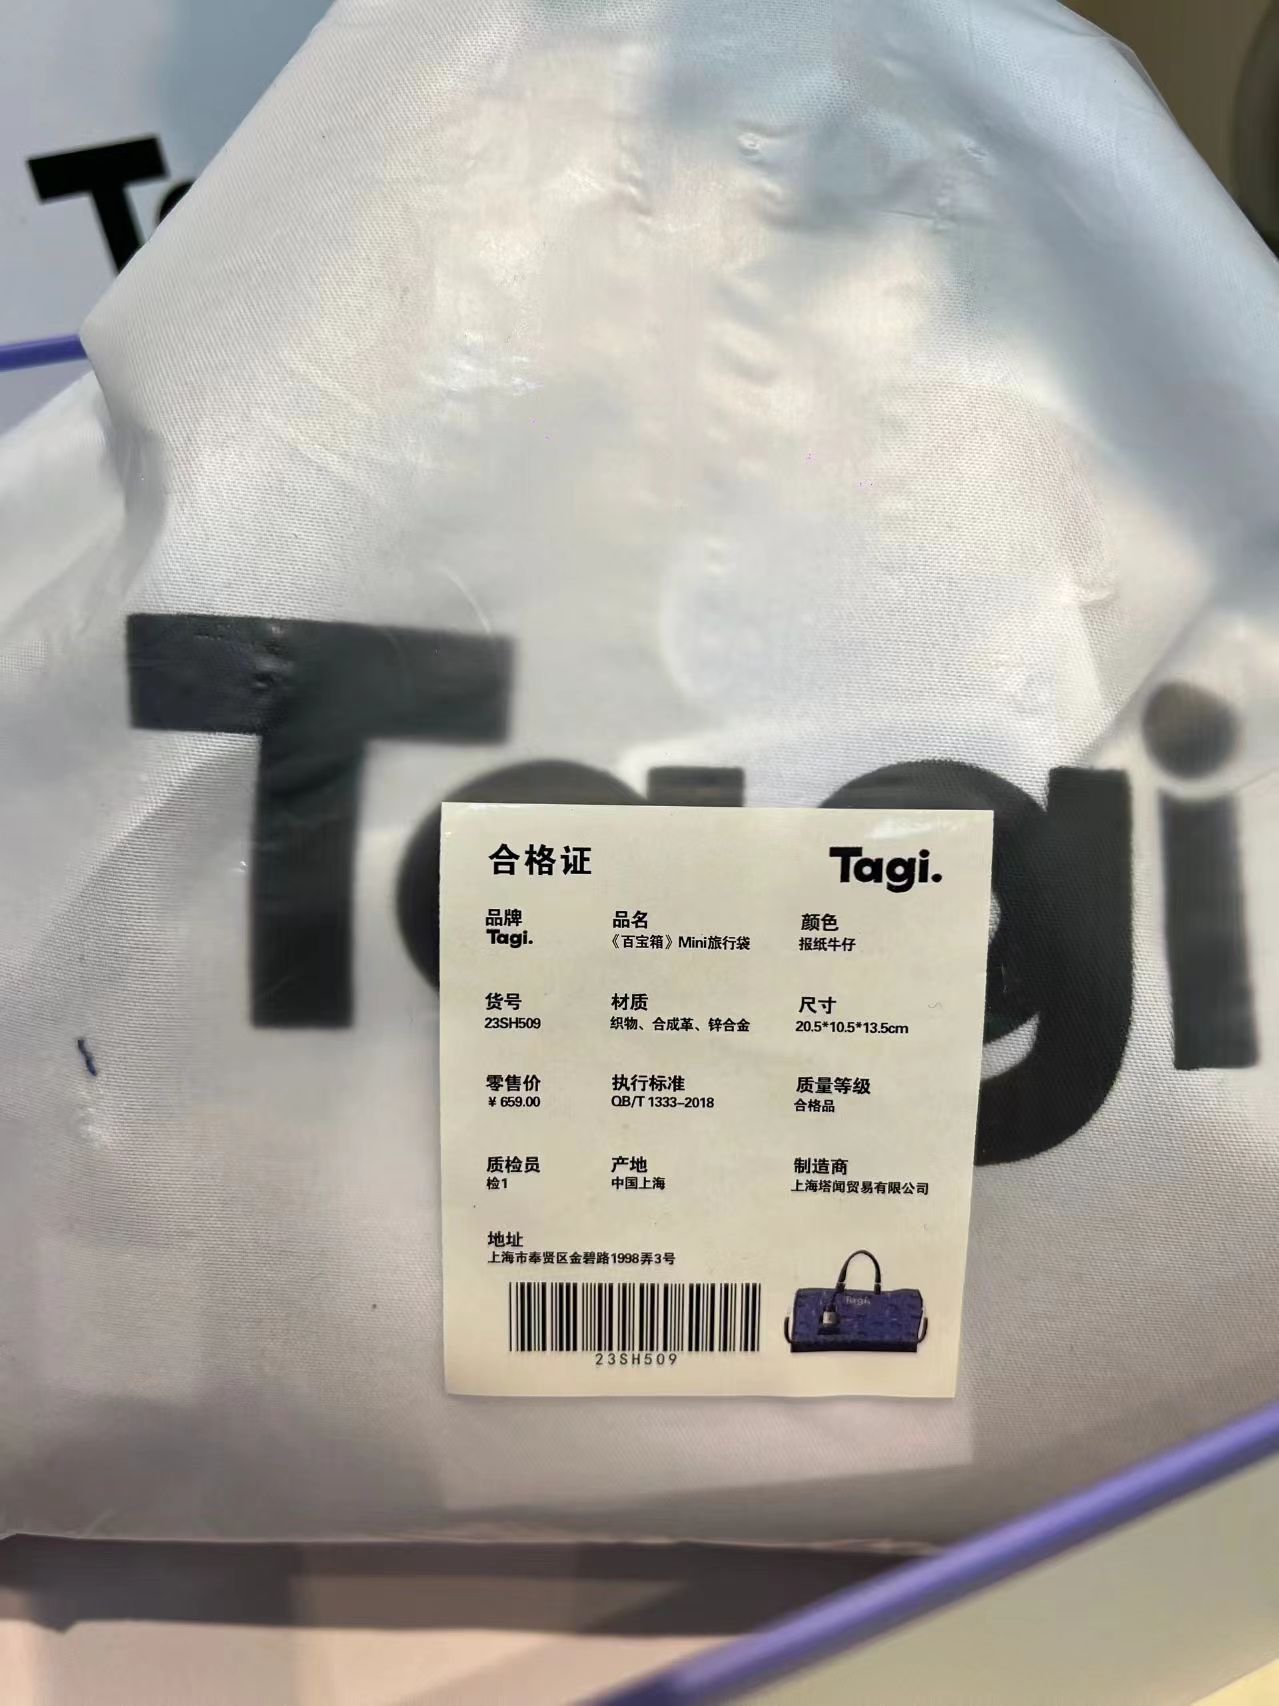 T
Tagi
合格证
Tagi.
品牌
Tagi.
品名
《百宝箱》Mini旅行袋
颜色
报纸牛仔
货号
23SH509
材质
织物、合成革、锌合金
尺寸
20.5*10.5*13.5cm
零售价
¥ 659.00
执行标准
QB/T 1333-2018
质量等级
合格品
质检员
检1
产地
中国上海
制造商
上海塔闻贸易有限公司
地址
上海市奉贤区金碧路1998弄3号
Tagi.
23SH509